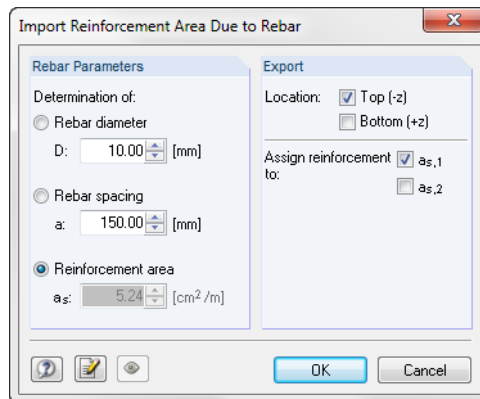 Import Reinforcement Area Due to Rebar
Rebar Parameters
Determination of:
Rebar diameter
D: 10.00 [mm]
Rebar spacing
a: 150.00 [mm]
Reinforcement area
as: 5.24 [cm²/m]
Export
Location: Top (-z)
Bottom (+z)
Assign reinforcement as,1
to:
as,2
OK Cancel